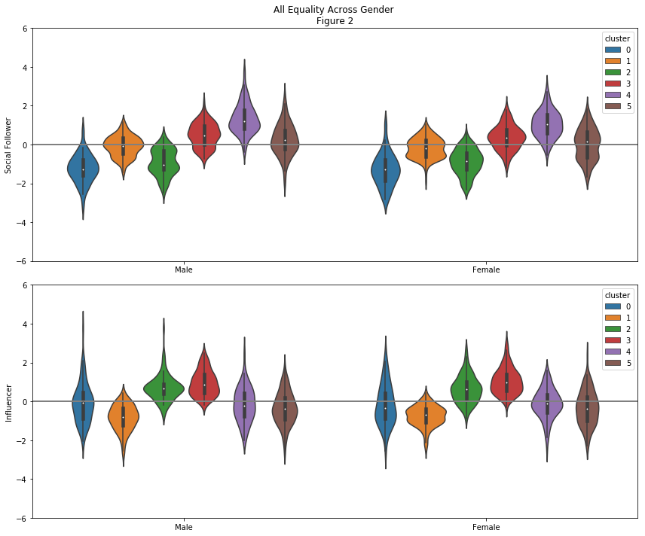 All Equality Across Gender
Figure 2
6
4
2
0
−2
−4
−6
Social Follower
Male
Female
cluster
0
1
2
3
4
5
6
4
2
0
−2
−4
−6
Influencer
Male
Female
cluster
0
1
2
3
4
5